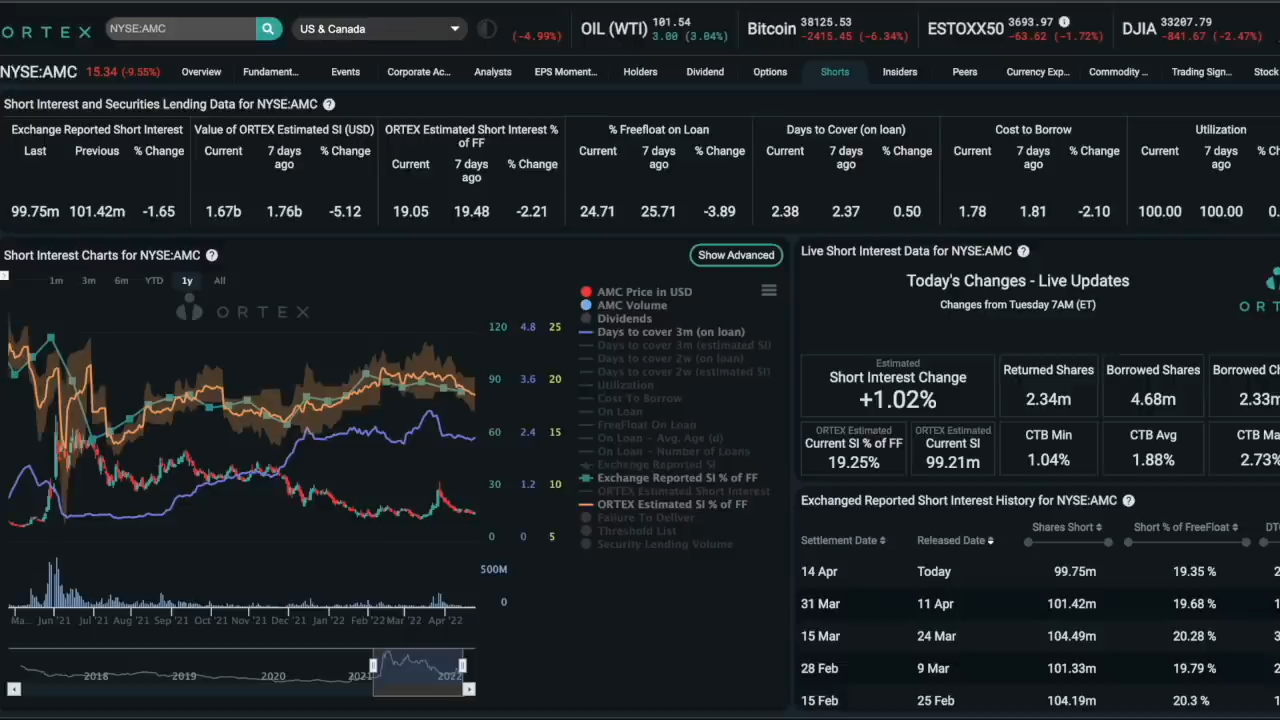 ORTEX NYSE:AMC US & Canada (-4.99%) OIL (WTI) 101.54 3.00 (3.04%) Bitcoin 38125.53 -2415.45 (-6.34%) ESTOXX50 3693.97 -63.62 (-1.72%) DJIA 33207.79 -841.67 (-2.47%)
NYSE:AMC 15.34 (-9.55%) Overview Fundament... Events Corporate Ac... Analysts EPS Moment... Holders Dividend Options Shorts Insiders Peers Currency Exp... Commodity ... Trading Sign... Stock
Short Interest and Securities Lending Data for NYSE:AMC
Exchange Reported Short Interest
Last Previous % Change
99.75m 101.42m -1.65
Value of ORTEX Estimated SI (USD)
Current 7 days ago % Change
1.67b 1.76b -5.12
ORTEX Estimated Short Interest %
of FF
Current 7 days ago % Change
19.05 19.48 -2.21
% Freefloat on Loan
Current 7 days ago % Change
24.71 25.71 -3.89
Days to Cover (on loan)
Current 7 days ago % Change
2.38 2.37 0.50
Cost to Borrow
Current 7 days ago % Change
1.78 1.81 -2.10
Utilization
Current 7 days ago % Ch
100.00 100.00 0.
Short Interest Charts for NYSE:AMC
Show Advanced
1m 3m 6m YTD 1y All
ORTEX
120 4.8 25
90 3.6 20
60 2.4 15
30 1.2 10
0 0 5
500M
0
Ma... Jun '21 Jul '21 Aug '21 Sep '21 Oct '21 Nov '21 Dec '21 Jan '22 Feb '22 Mar '22 Apr '22
2018 2019 2020 2021 2022
AMC Price in USD
AMC Volume
Dividends
Days to cover 3m (on loan)
Days to cover 3m (estimated SI)
Days to cover 2w (on loan)
Days to cover 2w (estimated SI)
Utilization
Cost To Borrow
On Loan
FreeFloat On Loan
On Loan - Avg. Age (d)
On Loan - Number of Loans
Exchange Reported SI
Exchange Reported SI % of FF
ORTEX Estimated Short Interest
ORTEX Estimated SI % of FF
Failure To Deliver
Threshold List
Security Lending Volume
Live Short Interest Data for NYSE:AMC
Today's Changes - Live Updates
Changes from Tuesday 7AM (ET)
O R T
Estimated
Short Interest Change
+1.02%
Returned Shares
2.34m
Borrowed Shares
4.68m
Borrowed Ch
2.33m
ORTEX Estimated
Current SI % of FF
19.25%
ORTEX Estimated
Current SI
99.21m
CTB Min
1.04%
CTB Avg
1.88%
CTB Ma
2.73%
Exchanged Reported Short Interest History for NYSE:AMC
Settlement Date Released Date Shares Short Short % of FreeFloat DT
14 Apr Today 99.75m 19.35 % 2
31 Mar 11 Apr 101.42m 19.68 % 1
15 Mar 24 Mar 104.49m 20.28 % 3
28 Feb 9 Mar 101.33m 19.79 %
15 Feb 25 Feb 104.19m 20.3 %